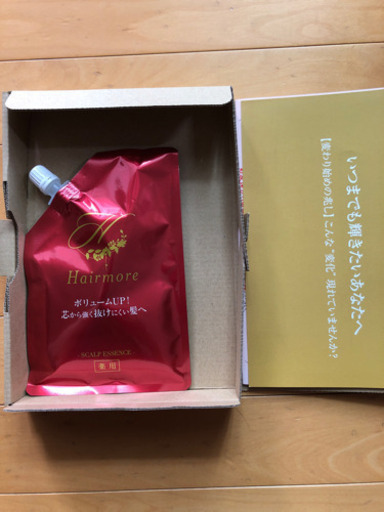 H
Hairmore
ボリュームUP!
芯から強く抜けにくい髪へ
SCALP ESSENCE
薬用
いつまでも輝きたいあなたへ
【変わり始めの兆し】こんな“変化”現れていませんか?